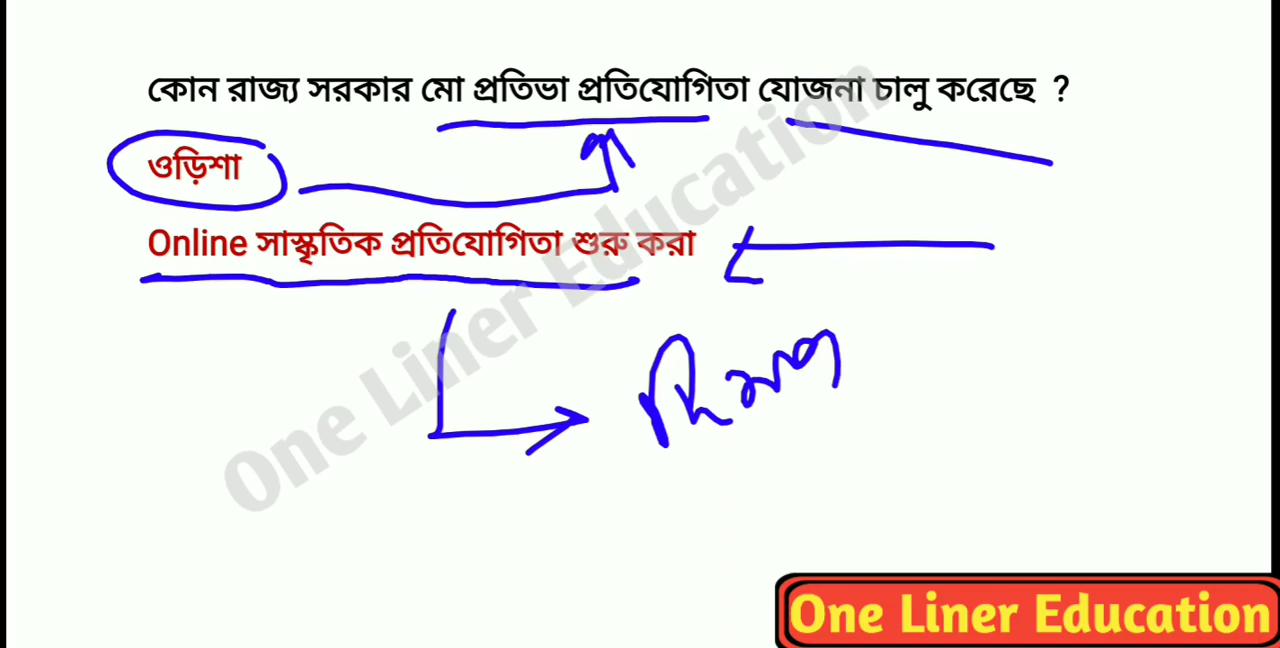 কোন রাজ্য সরকার মো প্রতিভা প্রতিযোগিতা যোজনা চালু করেছে ?
ওড়িশা
Online সাস্কৃতিক প্রতিযোগিতা শুরু করা
One Liner Education
One Liner Education